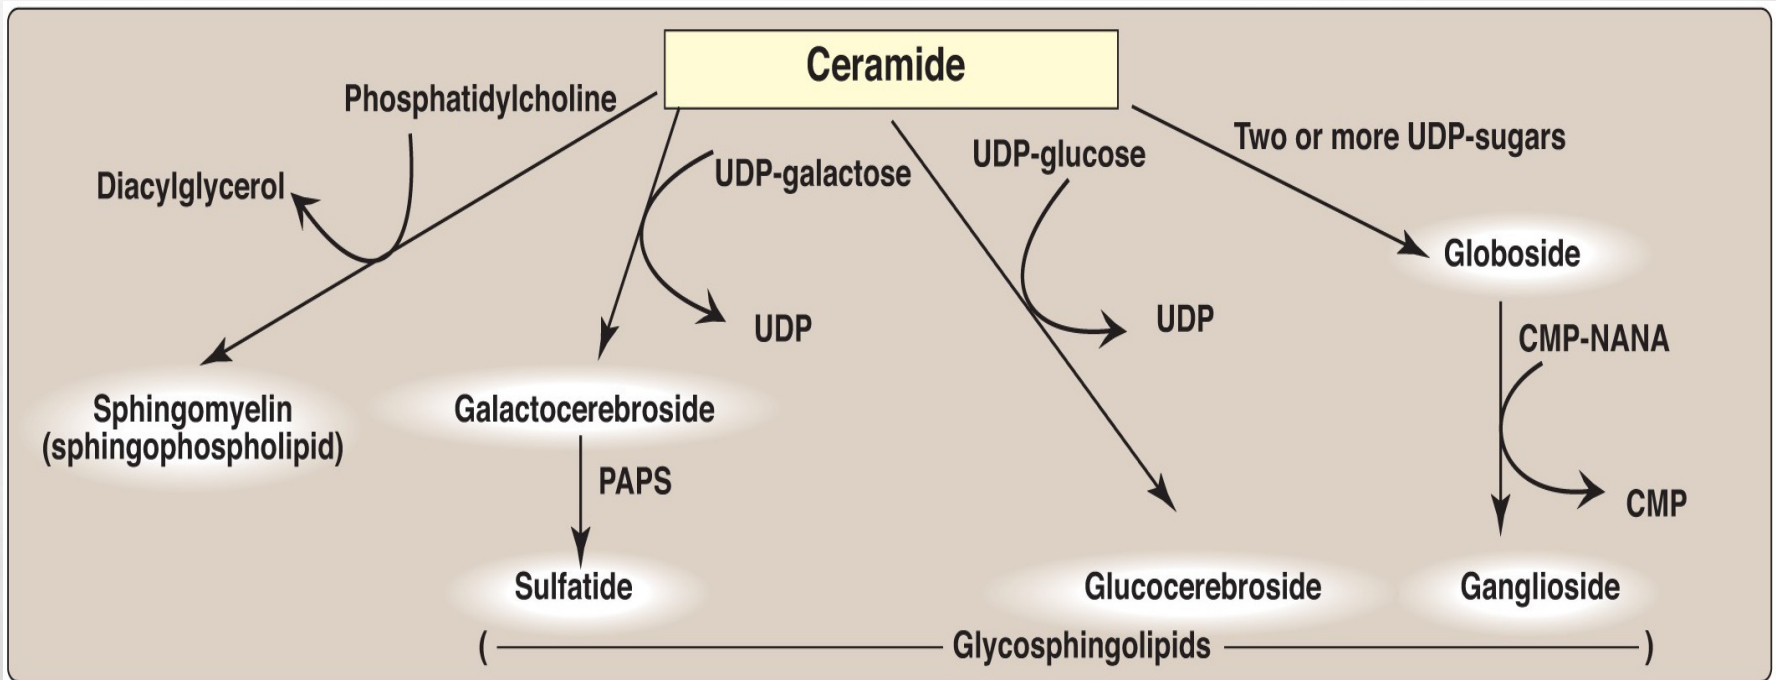 Ceramide
Phosphatidylcholine
Two or more UDP-sugars
UDP-glucose
UDP-galactose
Diacylglycerol
Globoside
UDP
UDP
CMP-NANA
Sphingomyelin
(sphingophospholipid)
Galactocerebroside
PAPS
CMP
Sulfatide
Glucocerebroside
Ganglioside
( Glycosphingolipids )